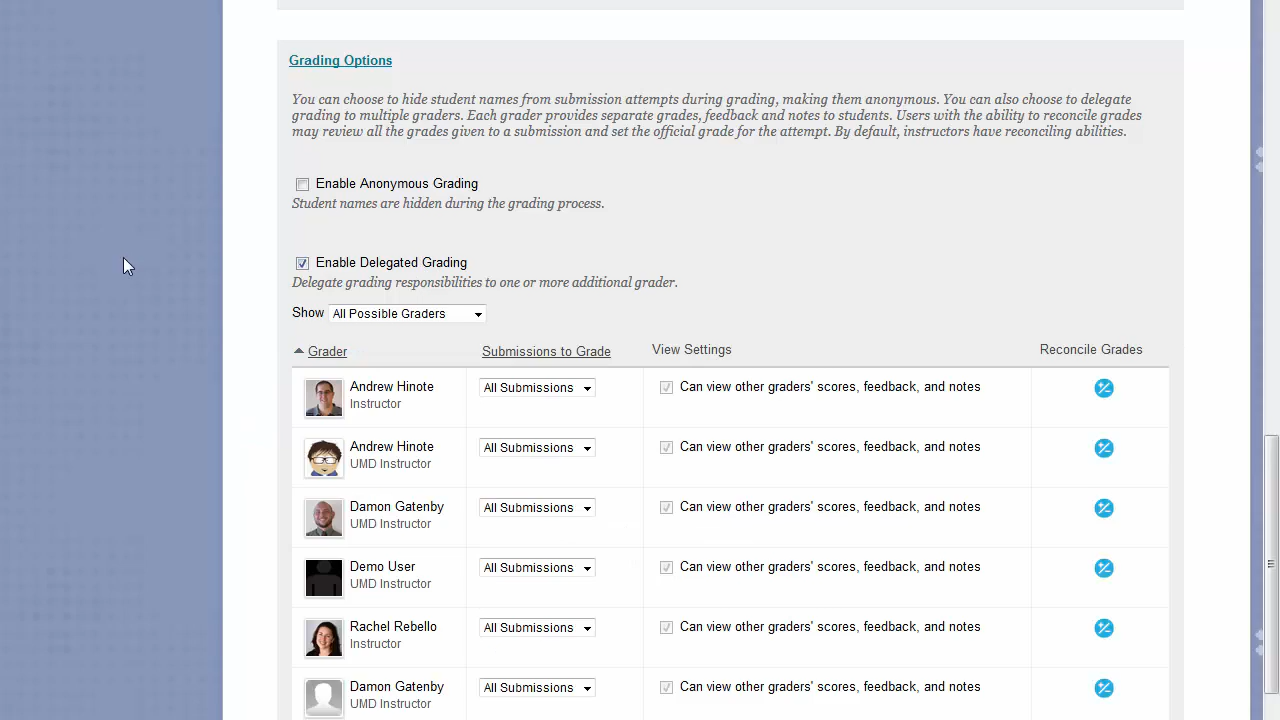 Grading Options
You can choose to hide student names from submission attempts during grading, making them anonymous. You can also choose to delegate
grading to multiple graders. Each grader provides separate grades, feedback and notes to students. Users with the ability to reconcile grades
may review all the grades given to a submission and set the official grade for the attempt. By default, instructors have reconciling abilities.
Enable Anonymous Grading
Student names are hidden during the grading process.
Enable Delegated Grading
Delegate grading responsibilities to one or more additional grader.
Show All Possible Graders
Grader Submissions to Grade View Settings Reconcile Grades
Andrew Hinote All Submissions Can view other graders' scores, feedback, and notes
Instructor
Andrew Hinote All Submissions Can view other graders' scores, feedback, and notes
UMD Instructor
Damon Gatenby All Submissions Can view other graders' scores, feedback, and notes
UMD Instructor
Demo User All Submissions Can view other graders' scores, feedback, and notes
UMD Instructor
Rachel Rebello All Submissions Can view other graders' scores, feedback, and notes
Instructor
Damon Gatenby All Submissions Can view other graders' scores, feedback, and notes
UMD Instructor